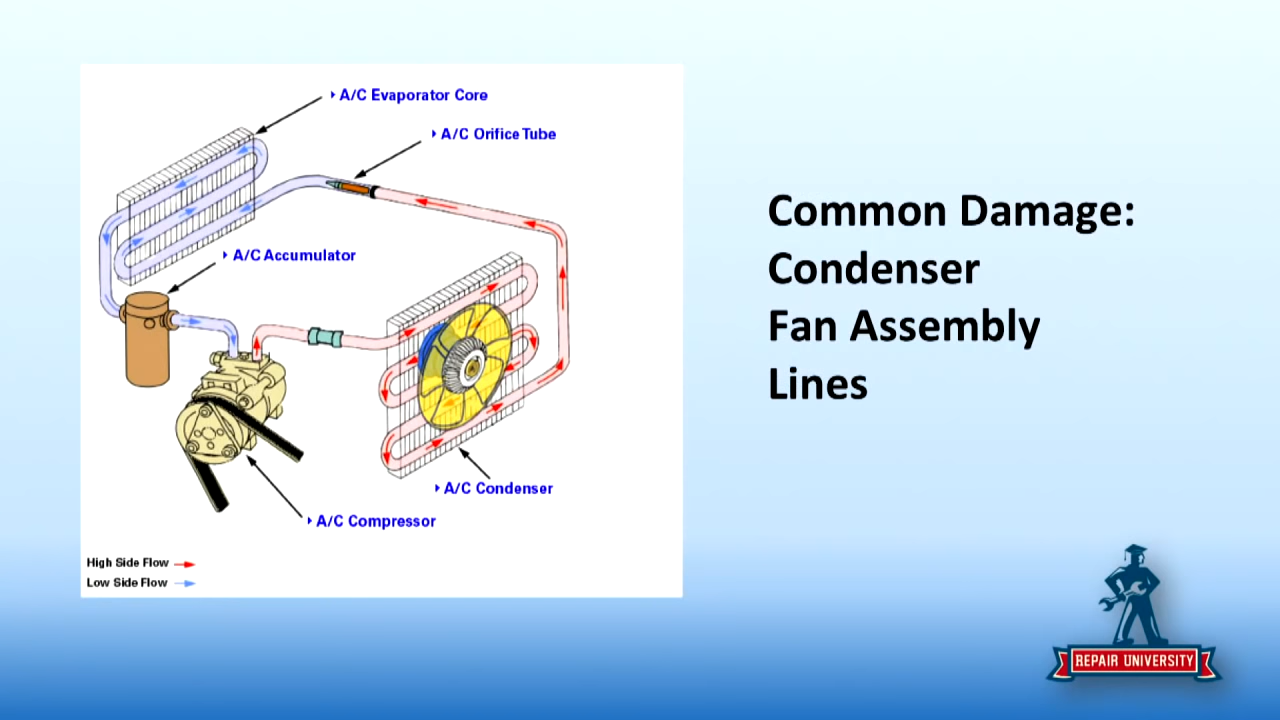 A/C Evaporator Core
A/C Orifice Tube
A/C Accumulator
A/C Condenser
A/C Compressor
High Side Flow
Low Side Flow
Common Damage:
Condenser
Fan Assembly
Lines
REPAIR UNIVERSITY